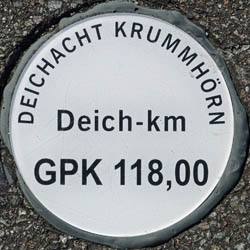 DEICHACHT KRUMMHÖRN
Deich-km
GPK 118,00